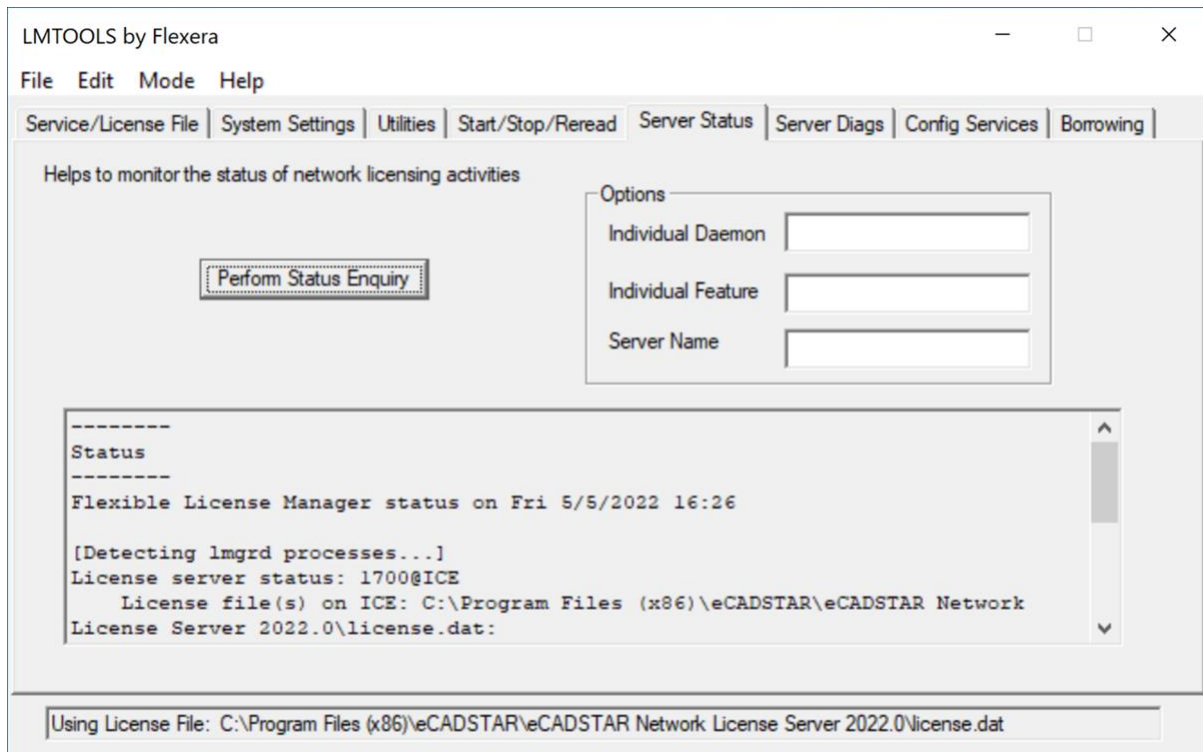 LMTOOLS by Flexera
File Edit Mode Help
Service/License File System Settings Utilities Start/Stop/Reread Server Status Server Diags Config Services Borrowing
Helps to monitor the status of network licensing activities
Options
Individual Daemon
Perform Status Enquiry
Individual Feature
Server Name
--------
Status
--------
Flexible License Manager status on Fri 5/5/2022 16:26
[Detecting lmgrd processes...]
License server status: 1700@ICE
License file(s) on ICE: C:\Program Files (x86)\eCADSTAR\eCADSTAR Network
License Server 2022.0\license.dat:
Using License File: C:\Program Files (x86)\eCADSTAR\eCADSTAR Network License Server 2022.0\license.dat